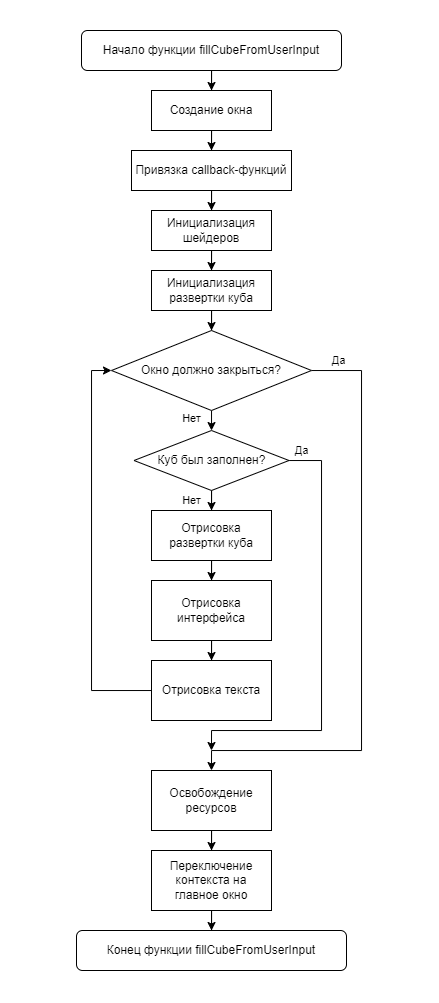 Начало функции fillCubeFromUserInput
Создание окна
Привязка callback-функций
Инициализация
шейдеров
Инициализация
развертки куба
Окно должно закрыться?
Да
Нет
Куб был заполнен?
Да
Нет
Отрисовка
развертки куба
Отрисовка
интерфейса
Отрисовка текста
Освобождение
ресурсов
Переключение
контекста на
главное окно
Конец функции fillCubeFromUserInput